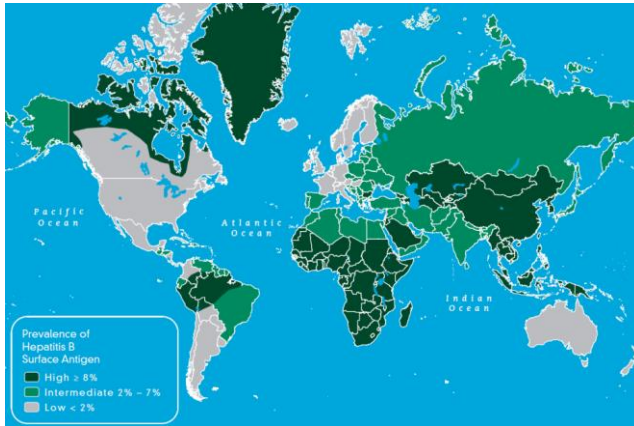 Pacific
Ocean
Atlantic
Ocean
Indian
Ocean
Prevalence of
Hepatitis B
Surface Antigen
High ≥ 8%
Intermediate 2% – 7%
Low < 2%